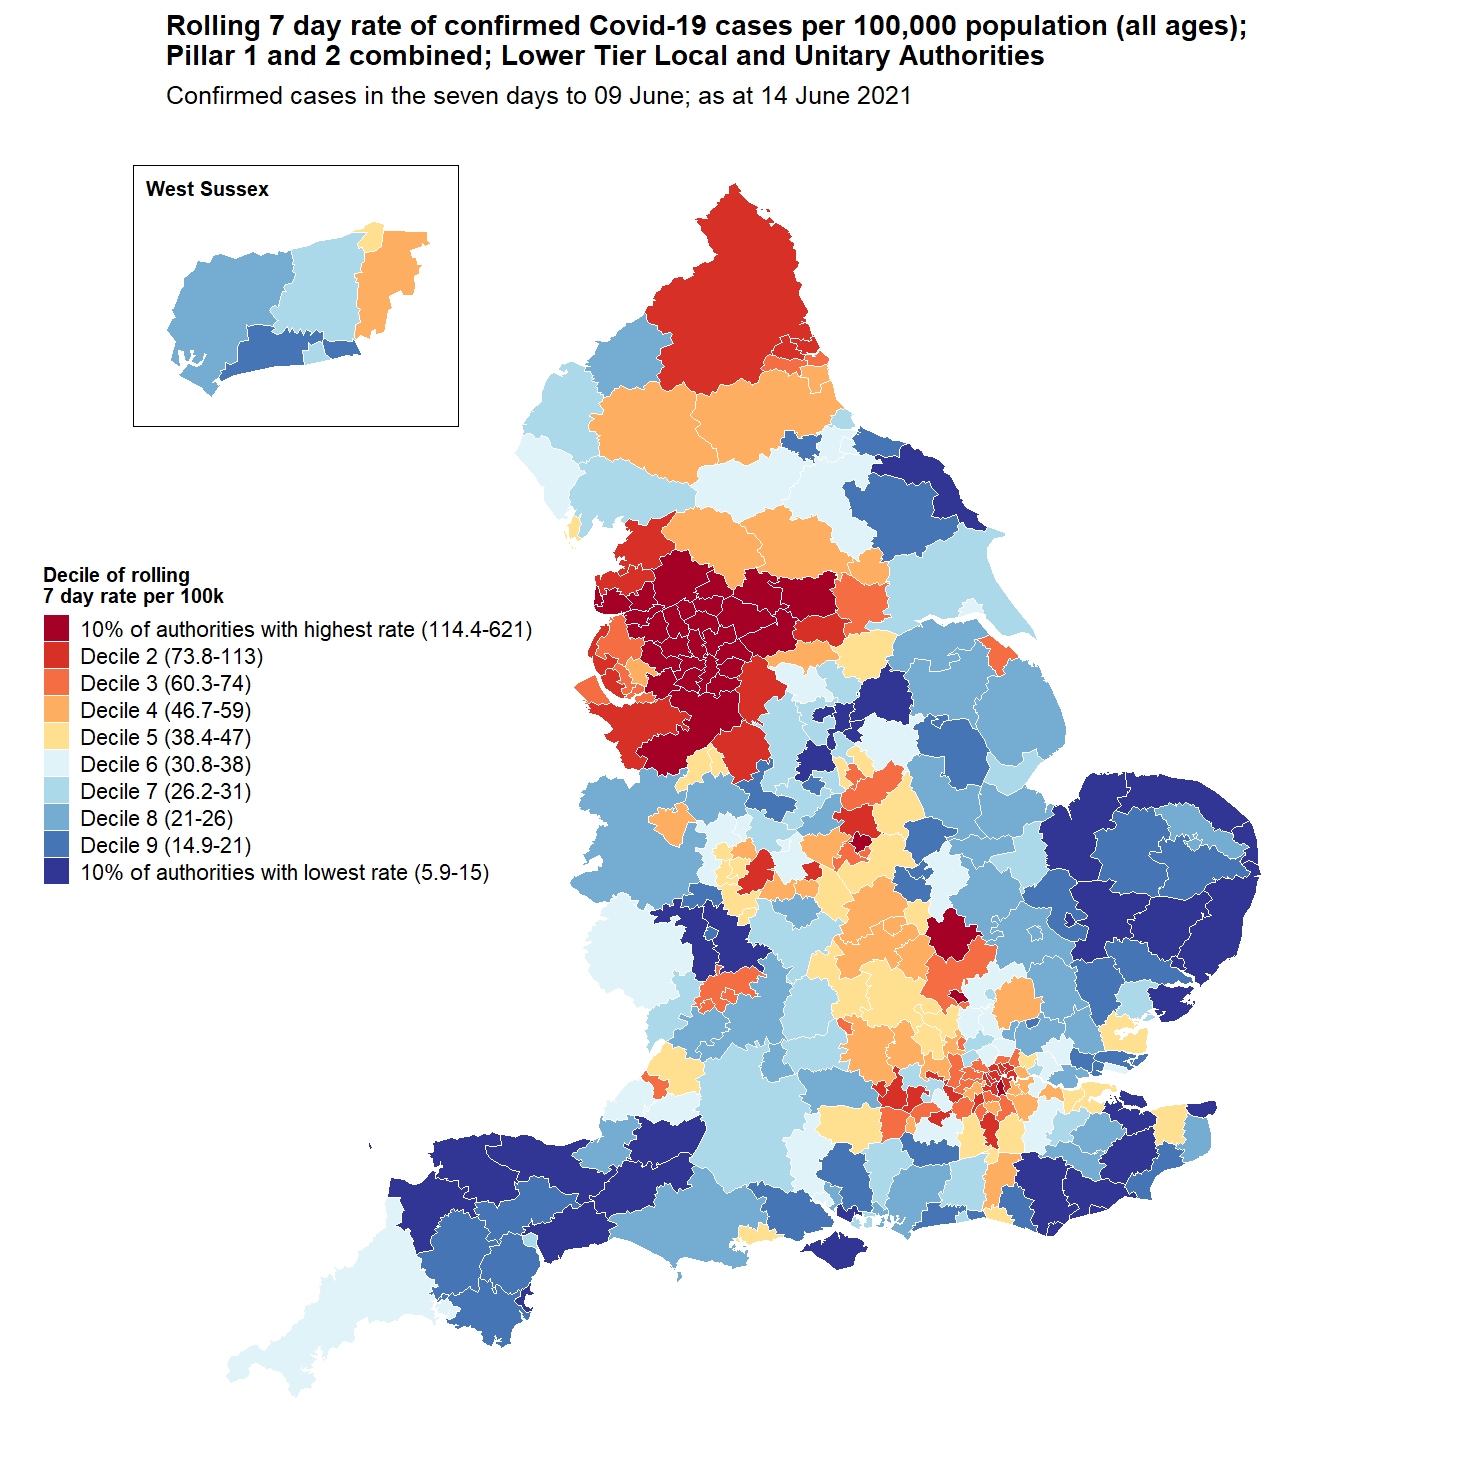 Rolling 7 day rate of confirmed Covid-19 cases per 100,000 population (all ages);
Pillar 1 and 2 combined; Lower Tier Local and Unitary Authorities
Confirmed cases in the seven days to 09 June; as at 14 June 2021
West Sussex
Decile of rolling
7 day rate per 100k
10% of authorities with highest rate (114.4-621)
Decile 2 (73.8-113)
Decile 3 (60.3-74)
Decile 4 (46.7-59)
Decile 5 (38.4-47)
Decile 6 (30.8-38)
Decile 7 (26.2-31)
Decile 8 (21-26)
Decile 9 (14.9-21)
10% of authorities with lowest rate (5.9-15)